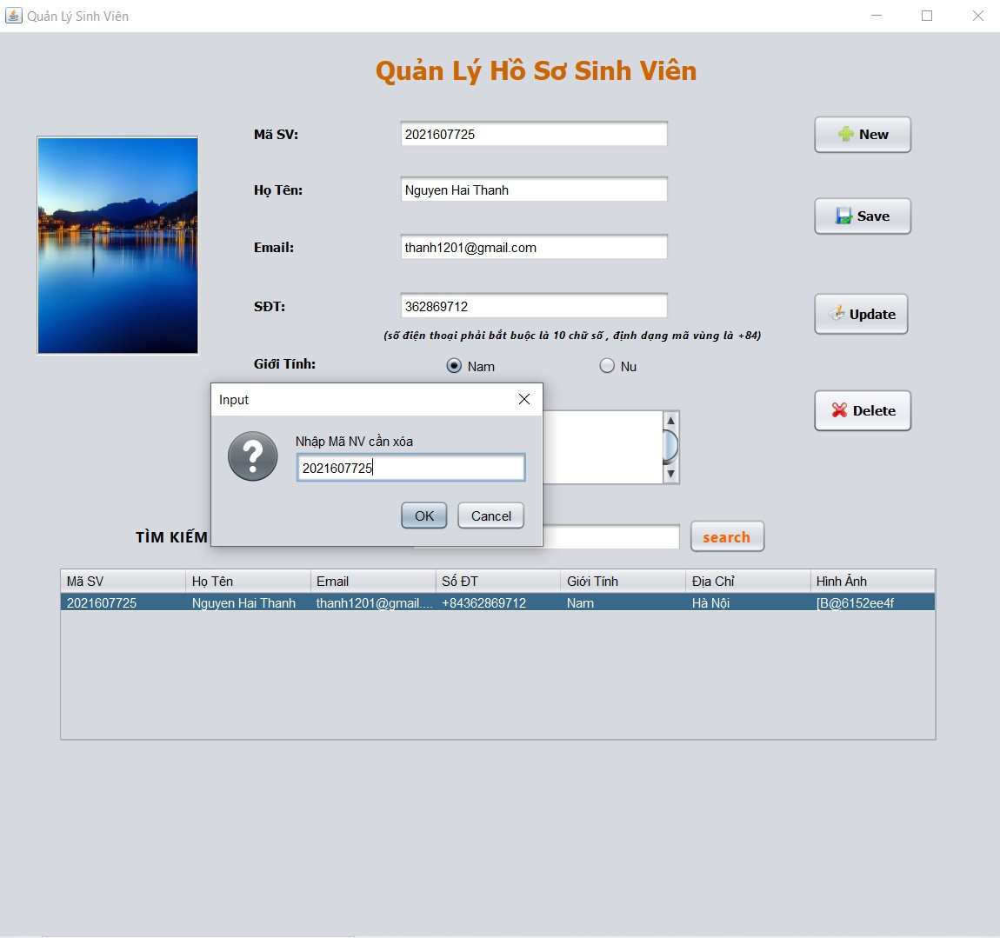 Quản Lý Sinh Viên
Quản Lý Hồ Sơ Sinh Viên
Mã SV:
2021607725
New
Họ Tên:
Nguyen Hai Thanh
Save
Email:
thanh1201@gmail.com
SĐT:
362869712
Update
(số điện thoại phải bắt buộc là 10 chữ số , định dạng mã vùng là +84)
Giới Tính:
Nam
Nu
Input
Delete
Nhập Mã NV cần xóa
2021607725
OK
Cancel
TÌM KIẾM
search
Mã SV Họ Tên Email Số ĐT Giới Tính Địa Chỉ Hình Ảnh
2021607725 Nguyen Hai Thanh thanh1201@gmail.... +84362869712 Nam Hà Nội [B@6152ee4f